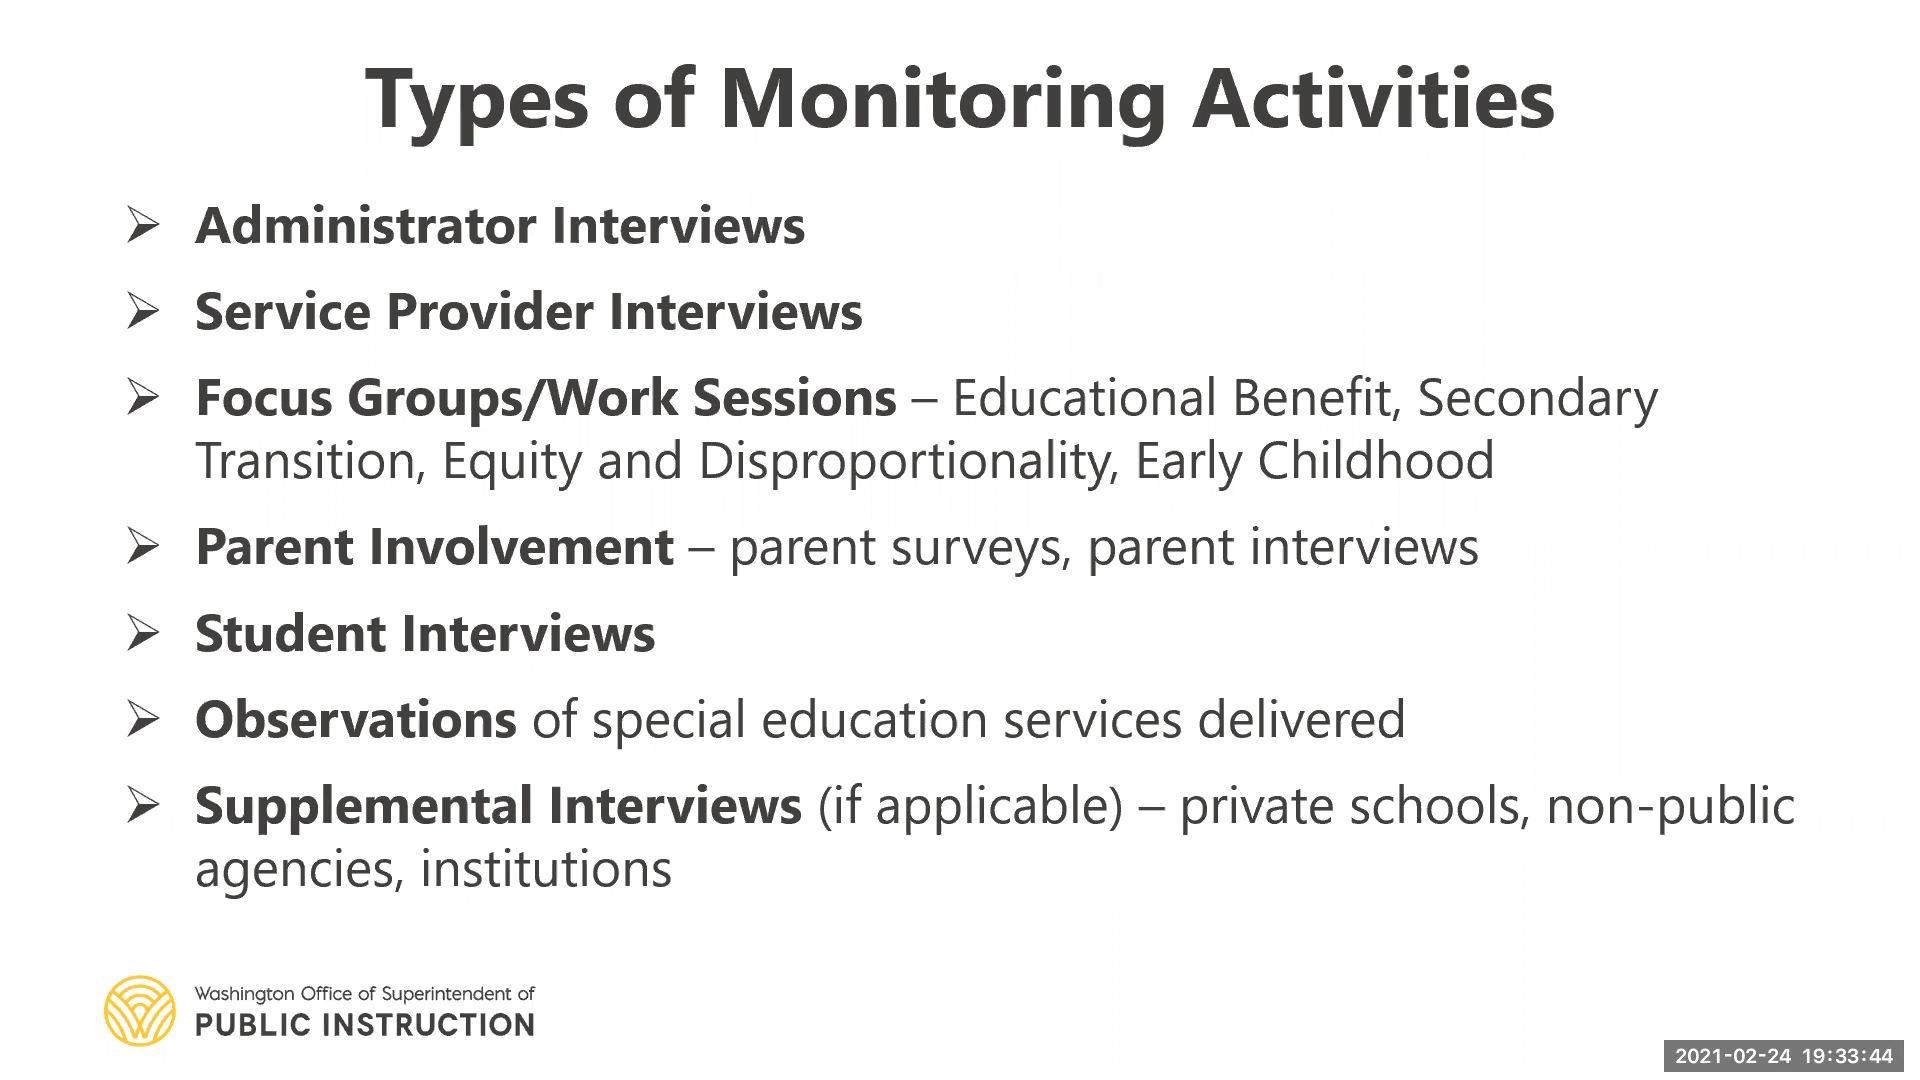 Types of Monitoring Activities
➢ Administrator Interviews
➢ Service Provider Interviews
➢ Focus Groups/Work Sessions – Educational Benefit, Secondary
Transition, Equity and Disproportionality, Early Childhood
➢ Parent Involvement – parent surveys, parent interviews
➢ Student Interviews
➢ Observations of special education services delivered
➢ Supplemental Interviews (if applicable) – private schools, non-public
agencies, institutions
Washington Office of Superintendent of
PUBLIC INSTRUCTION
2021-02-24 19:33:44